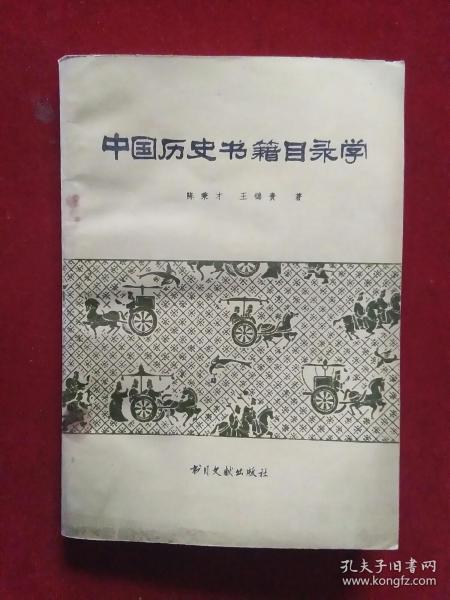 中国历史书籍目录学
陈秉才 王锦贵 著
书目文献出版社
孔夫子旧书网
www.kongfz.com